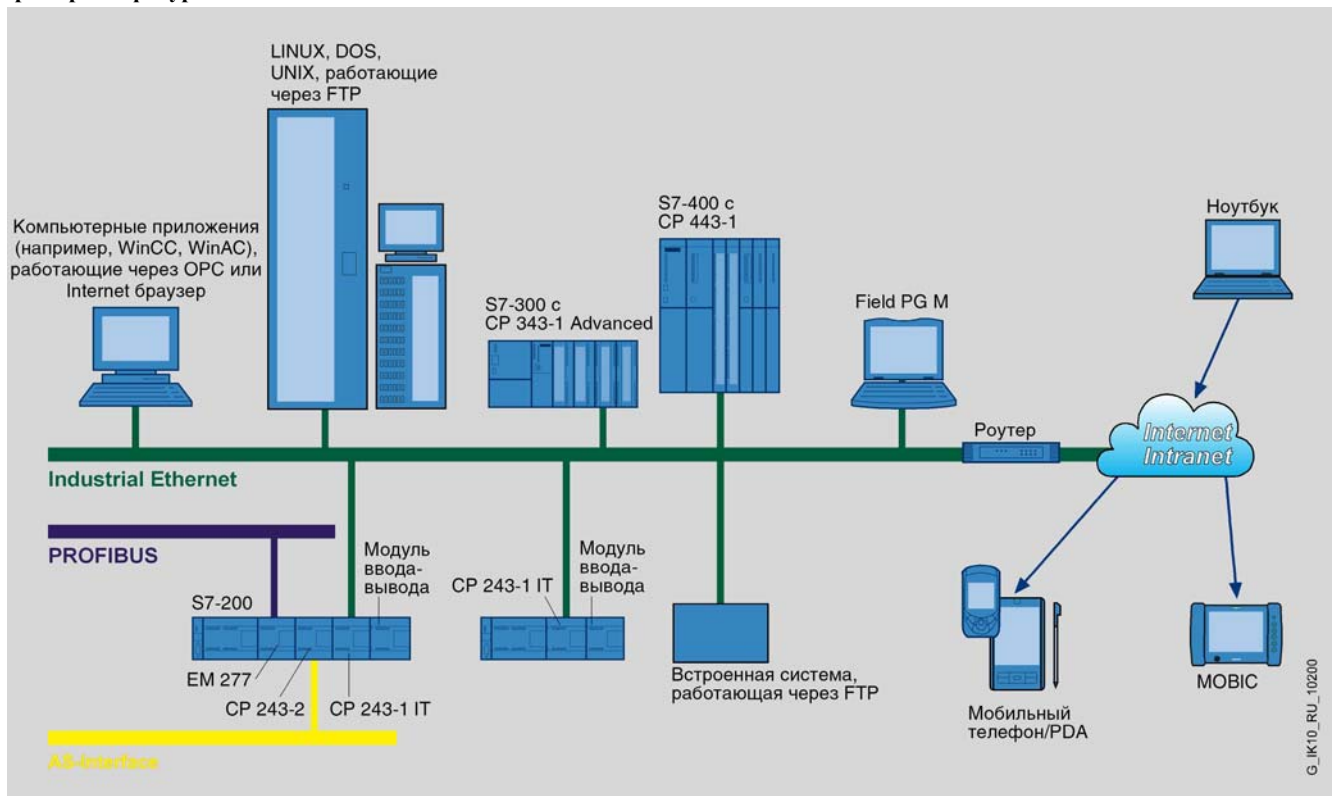 LINUX, DOS,
UNIX, работающие
через FTP
Компьютерные приложения
(например, WinCC, WinAC),
работающие через OPC или
Internet браузер
S7-300 с
CP 343-1 Advanced
S7-400 с
CP 443-1
Field PG M
Ноутбук
Роутер
Internet
Intranet
Industrial Ethernet
PROFIBUS
S7-200
Модуль
ввода-
вывода
CP 243-1 IT
Модуль
ввода-
вывода
EM 277
CP 243-2
CP 243-1 IT
Встроенная система,
работающая через FTP
Мобильный
телефон/PDA
MOBIC
AS-Interface
G_IK10_RU_10200